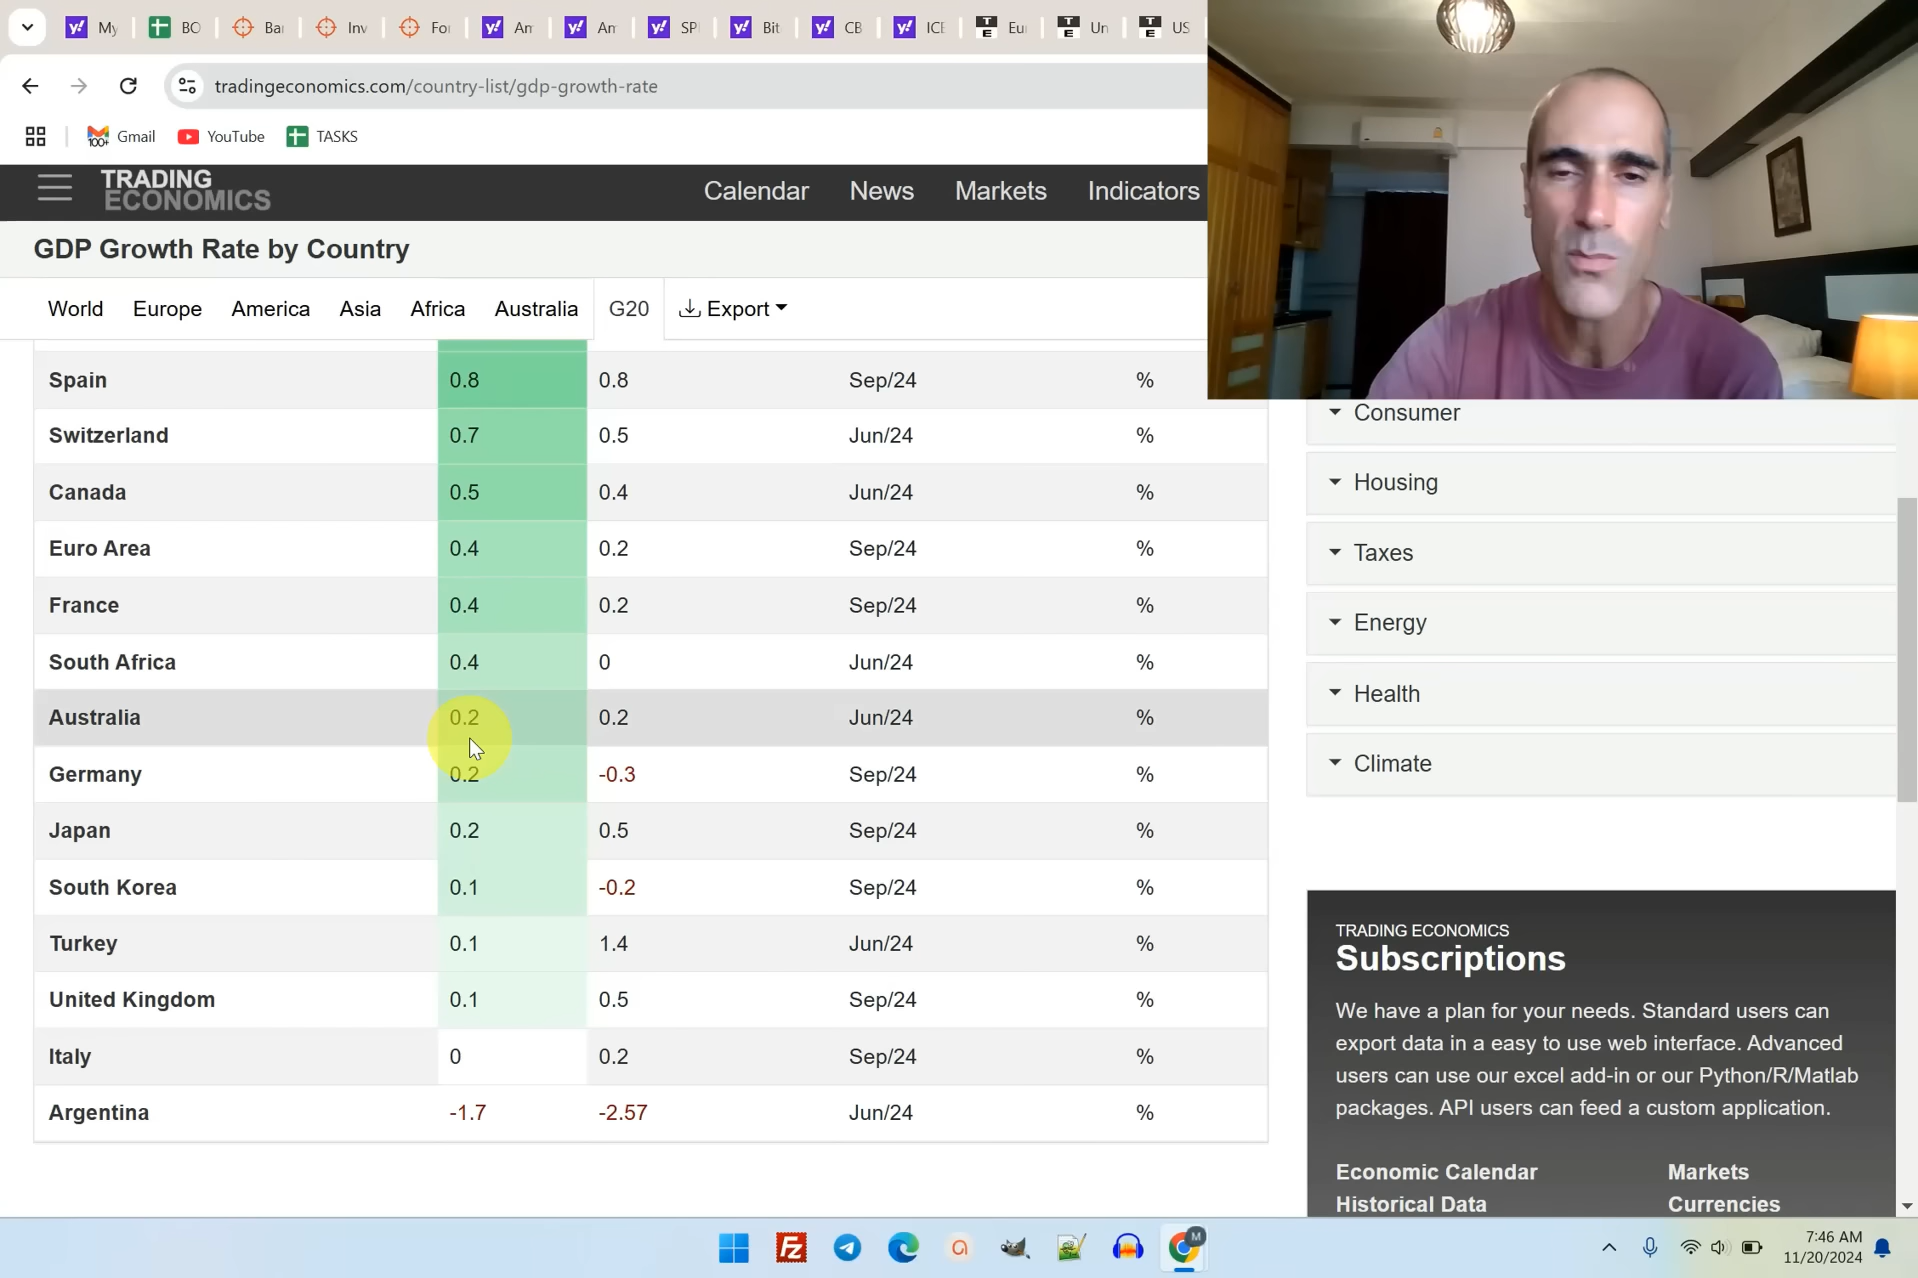 My
BO
Bar
Inv
For
Am
Am
SP
Bit
CB
ICE
Eu
Un
US
tradingeconomics.com/country-list/gdp-growth-rate
Gmail
100+
YouTube
TASKS
TRADING
ECONOMICS
Calendar News Markets Indicators
GDP Growth Rate by Country
World Europe America Asia Africa Australia G20 Export
Spain 0.8 0.8 Sep/24 %
Switzerland 0.7 0.5 Jun/24 %
Canada 0.5 0.4 Jun/24 %
Euro Area 0.4 0.2 Sep/24 %
France 0.4 0.2 Sep/24 %
South Africa 0.4 0 Jun/24 %
Australia 0.2 0.2 Jun/24 %
Germany 0.2 -0.3 Sep/24 %
Japan 0.2 0.5 Sep/24 %
South Korea 0.1 -0.2 Sep/24 %
Turkey 0.1 1.4 Jun/24 %
United Kingdom 0.1 0.5 Sep/24 %
Italy 0 0.2 Sep/24 %
Argentina -1.7 -2.57 Jun/24 %
Consumer
Housing
Taxes
Energy
Health
Climate
TRADING ECONOMICS
Subscriptions
We have a plan for your needs. Standard users can
export data in a easy to use web interface. Advanced
users can use our excel add-in or our Python/R/Matlab
packages. API users can feed a custom application.
Economic Calendar Markets
Historical Data Currencies
7:46 AM
11/20/2024